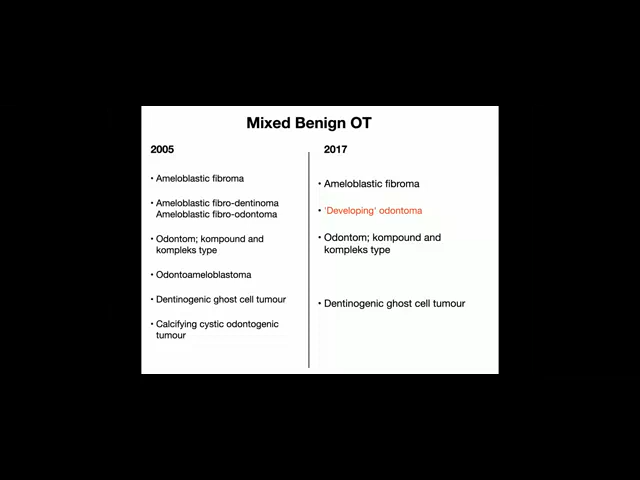 Mixed Benign OT
2005
• Ameloblastic fibroma
• Ameloblastic fibro-dentinoma
Ameloblastic fibro-odontoma
• Odontom; kompound and
kompleks type
• Odontoameloblastoma
• Dentinogenic ghost cell tumour
• Calcifying cystic odontogenic
tumour
2017
• Ameloblastic fibroma
• 'Developing' odontoma
• Odontom; kompound and
kompleks type
• Dentinogenic ghost cell tumour